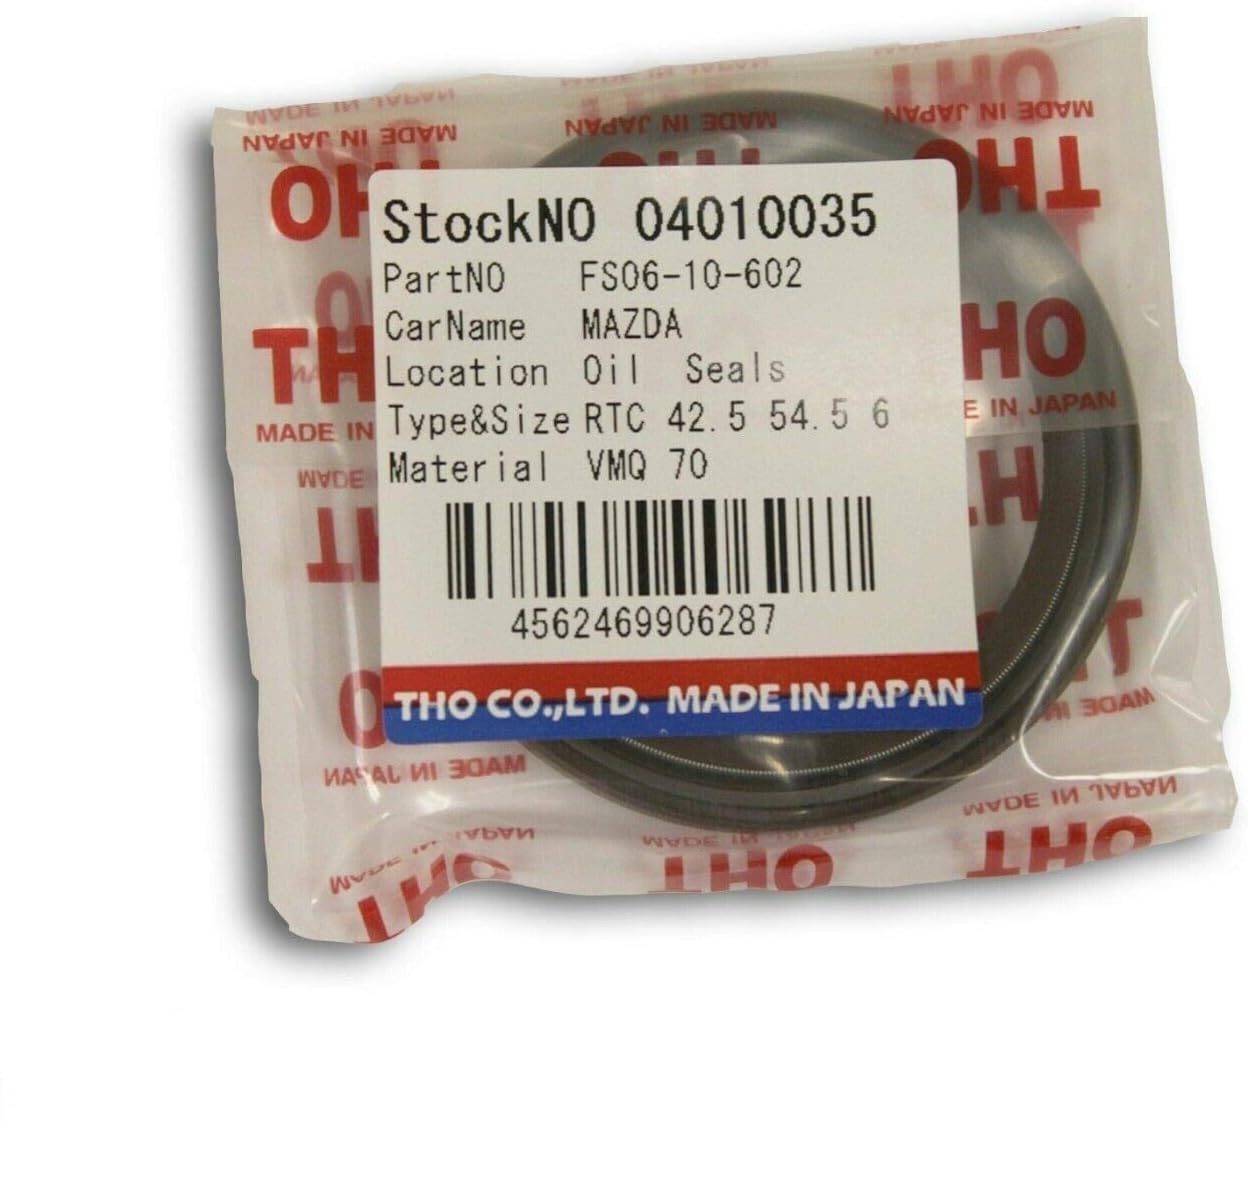 MADE IN JAPAN
THO
StockNO 04010035
PartNO FS06-10-602
CarName MAZDA
Location Oil Seals
Type&Size RTC 42.5 54.5 6
Material VMQ 70
4562469906287
THO CO.,LTD. MADE IN JAPAN
MADE IN JAPAN
THO